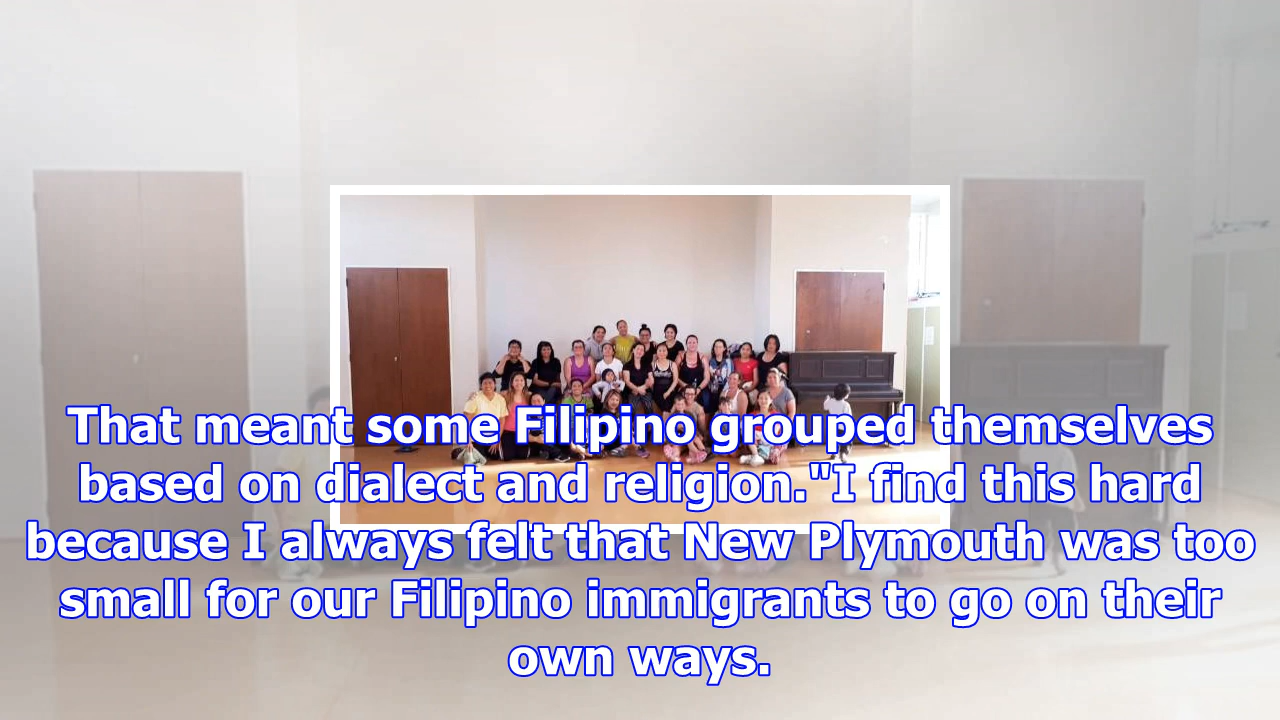 That meant some Filipino grouped themselves
based on dialect and religion."I find this hard
because I always felt that New Plymouth was too
small for our Filipino immigrants to go on their
own ways.